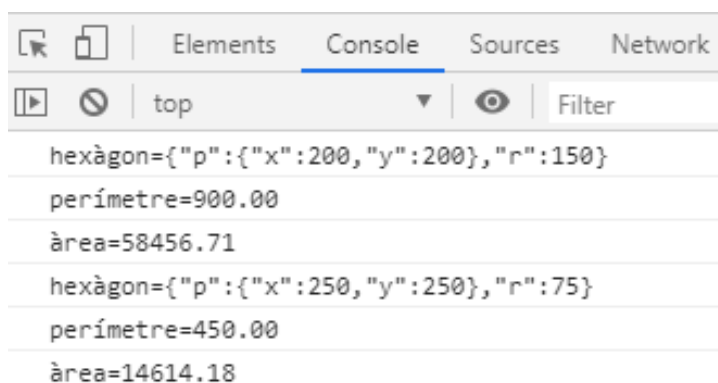 Elements Console Sources Network
top Filter
hexàgon={"p":{"x":200,"y":200},"r":150}
perímetre=900.00
àrea=58456.71
hexàgon={"p":{"x":250,"y":250},"r":75}
perímetre=450.00
àrea=14614.18